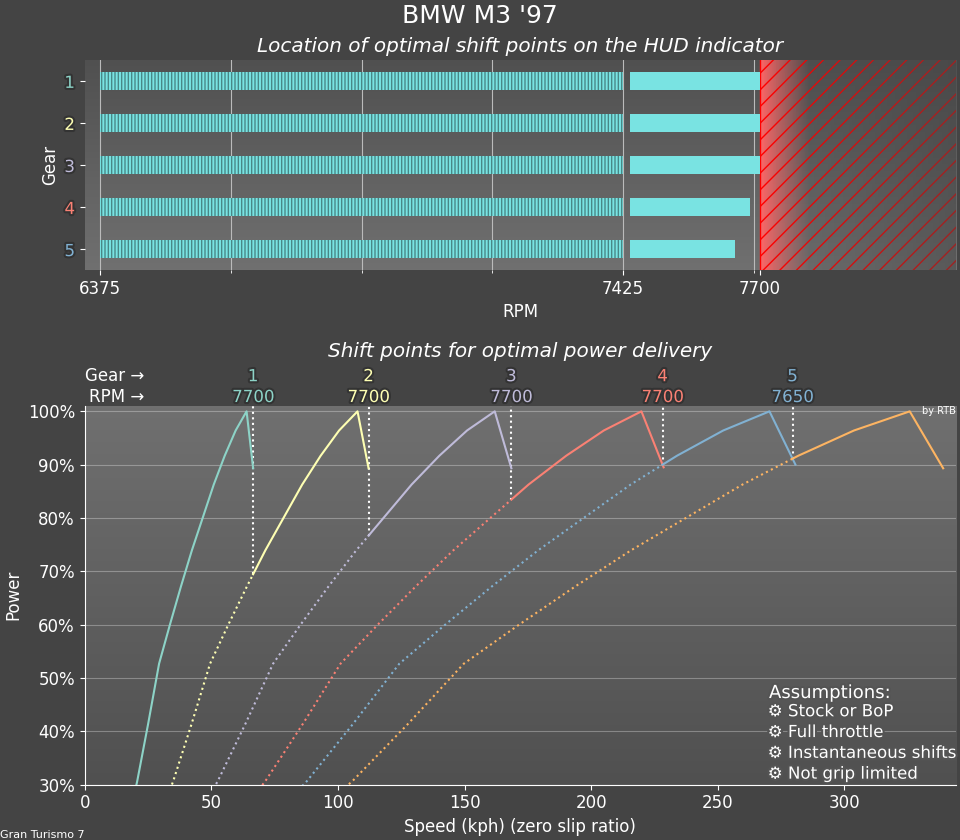 BMW M3 '97
Location of optimal shift points on the HUD indicator
1
2
3
4
5
Gear
6375 7425 7700
RPM
Shift points for optimal power delivery
Gear → 1 2 3 4 5
RPM → 7700 7700 7700 7700 7650
by RTB
100%
90%
80%
70%
60%
50%
40%
30%
Power
Assumptions:
⚙ Stock or BoP
⚙ Full throttle
⚙ Instantaneous shifts
⚙ Not grip limited
0 50 100 150 200 250 300
Speed (kph) (zero slip ratio)
Gran Turismo 7